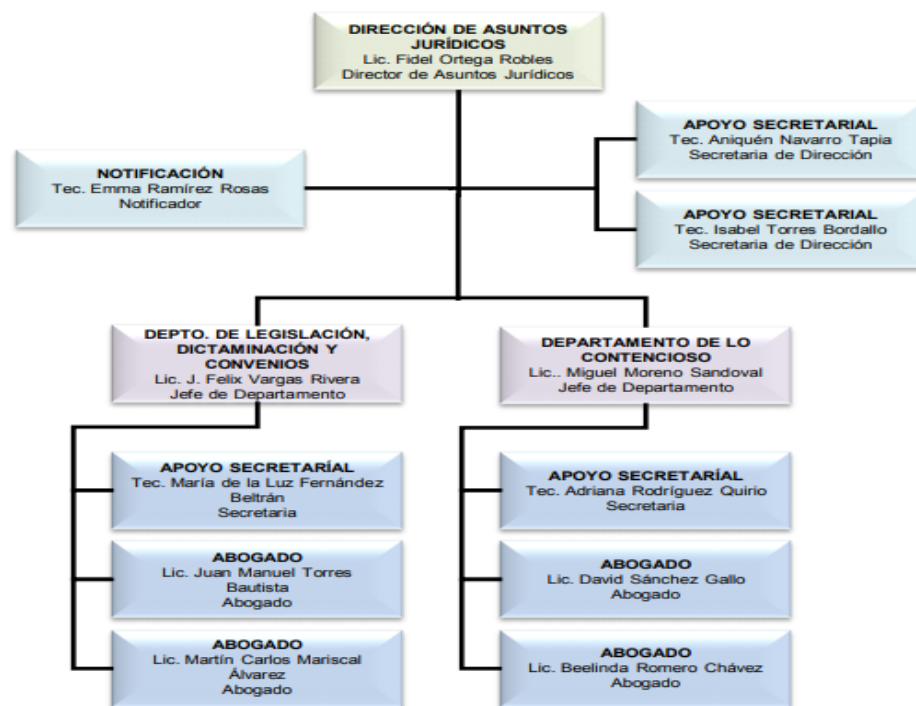 DIRECCIÓN DE ASUNTOS
JURÍDICOS
Lic. Fidel Ortega Robles
Director de Asuntos Jurídicos
APOYO SECRETARIAL
Tec. Aniquén Navarro Tapia
Secretaria de Dirección
NOTIFICACIÓN
Tec. Emma Ramírez Rosas
Notificador
APOYO SECRETARIAL
Tec. Isabel Torres Bordallo
Secretaria de Dirección
DEPTO. DE LEGISLACIÓN,
DICTAMINACIÓN Y
CONVENIOS
Lic. J. Felix Vargas Rivera
Jefe de Departamento
DEPARTAMENTO DE LO
CONTENCIOSO
Lic.. Miguel Moreno Sandoval
Jefe de Departamento
APOYO SECRETARÍAL
Tec. María de la Luz Fernández
Beltrán
Secretaria
ABOGADO
Lic. Juan Manuel Torres
Bautista
Abogado
ABOGADO
Lic. Martín Carlos Mariscal
Álvarez
Abogado
APOYO SECRETARÍAL
Tec. Adriana Rodríguez Quirio
Secretaria
ABOGADO
Lic. David Sánchez Gallo
Abogado
ABOGADO
Lic. Beelinda Romero Chávez
Abogado